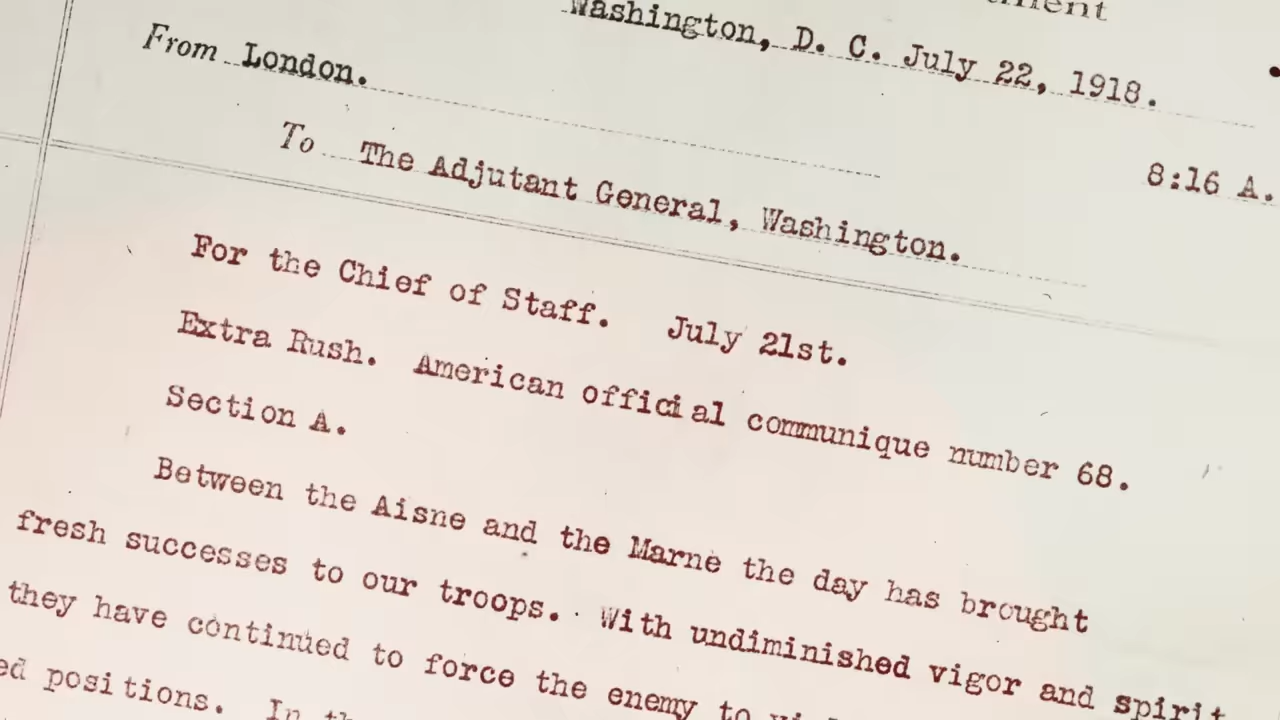 Washington, D. C. July 22, 1918.
From London.
8:16 A.
To The Adjutant General, Washington.
For the Chief of Staff. July 21st.
Extra Rush. American official communique number 68.
Section A.
Between the Aisne and the Marne the day has brought
fresh successes to our troops. With undiminished vigor and spirit
they have continued to force the enemy to
positions. In